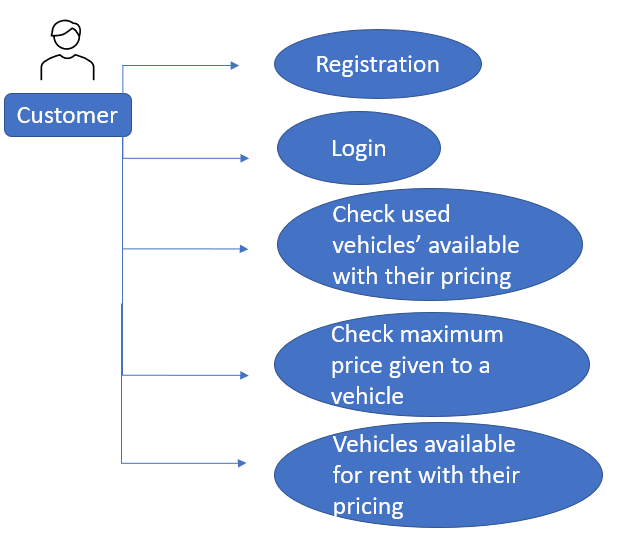 Registration
Customer
Login
Check used
vehicles’ available
with their pricing
Check maximum
price given to a
vehicle
Vehicles available
for rent with their
pricing